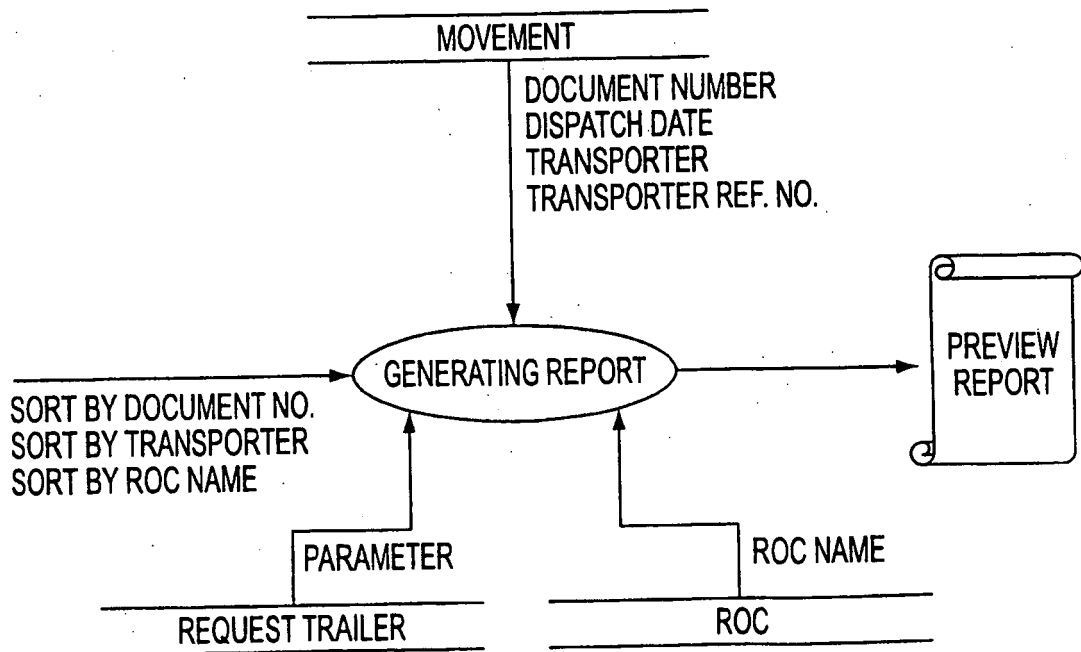 MOVEMENT
DOCUMENT NUMBER
DISPATCH DATE
TRANSPORTER
TRANSPORTER REF. NO.
GENERATING REPORT
PREVIEW
REPORT
SORT BY DOCUMENT NO.
SORT BY TRANSPORTER
SORT BY ROC NAME
PARAMETER
ROC NAME
REQUEST TRAILER
ROC